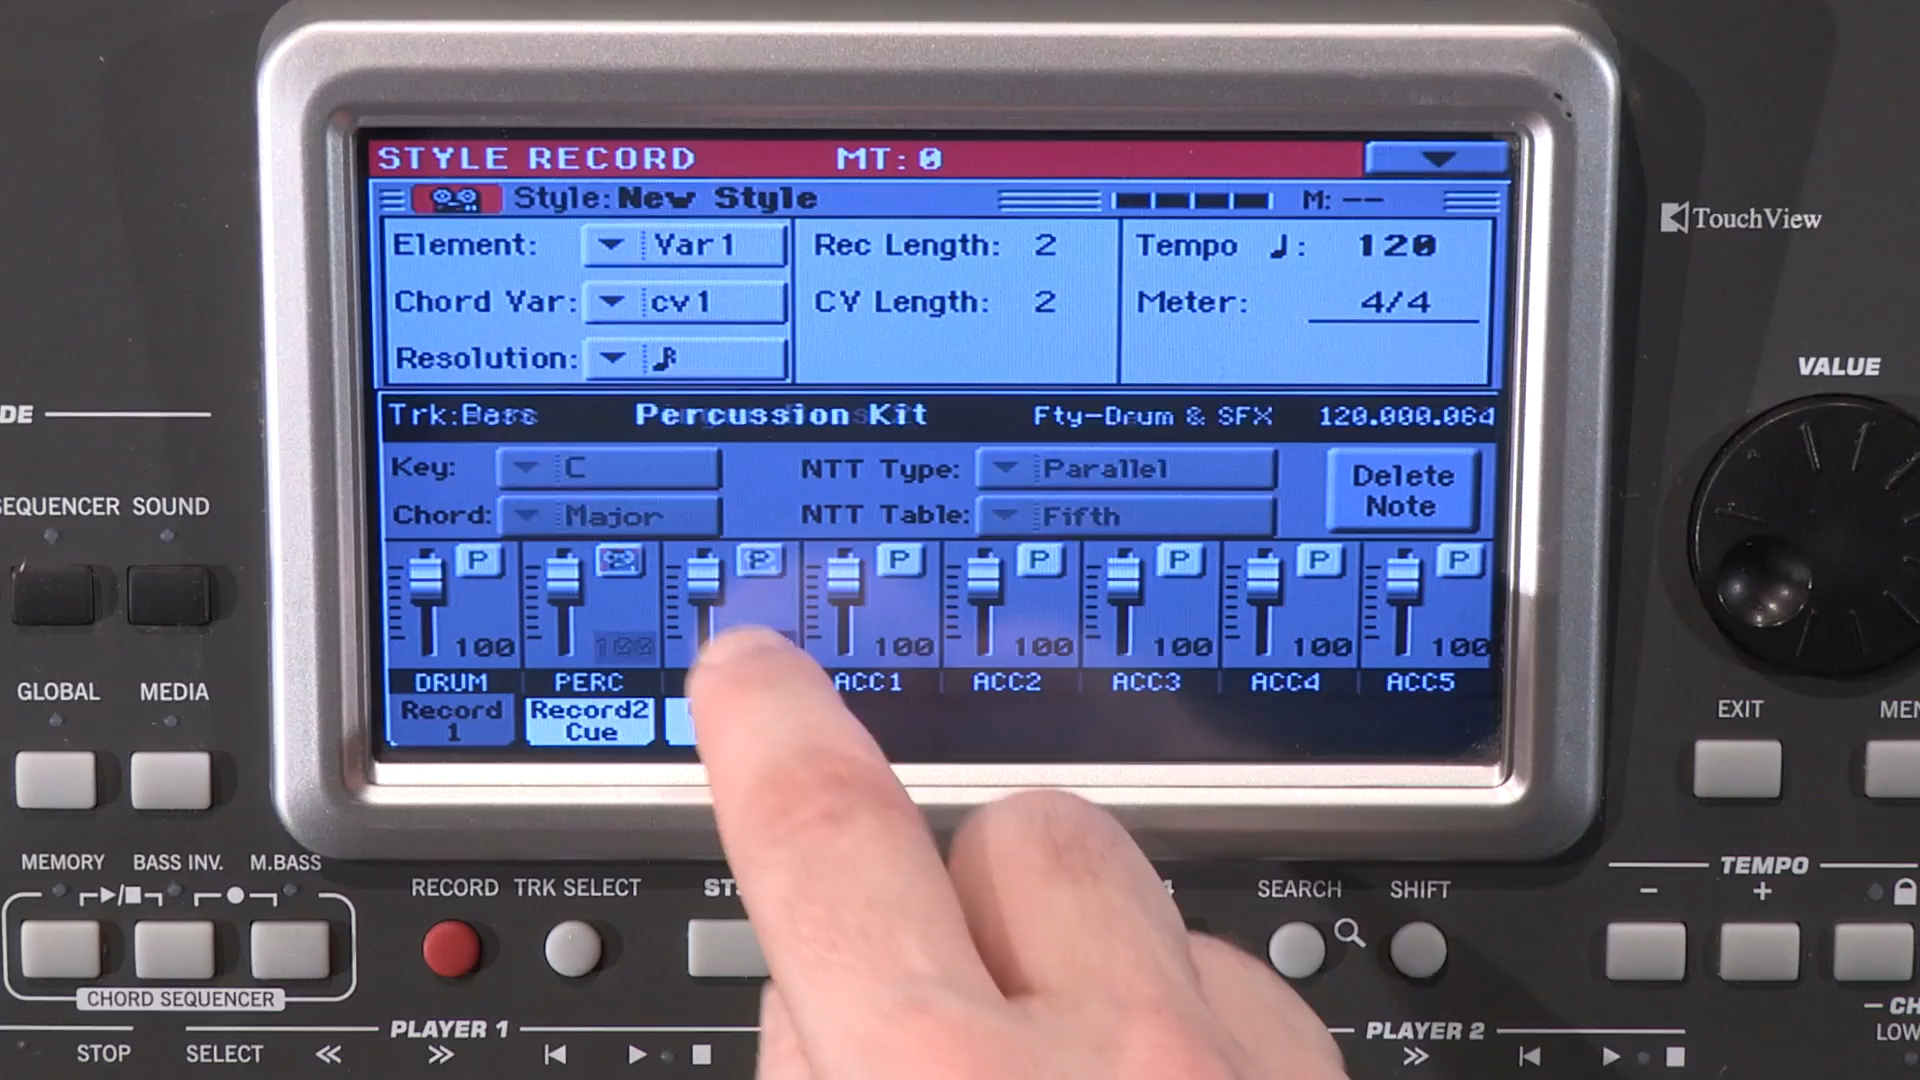 STYLE RECORD MT: 0
Style: New Style M: --
Element: Var1 Rec Length: 2 Tempo ♩: 120
Chord Var: cv1 CV Length: 2 Meter: 4/4
Resolution:
Trk: Percussion Kit Fty-Drum & SFX 120.000.064
Key: C NTT Type: Parallel Delete
Note
Chord: Major NTT Table: Fifth
P P P P P P P
100 100 100 100 100 100 100
DRUM PERC ACC1 ACC2 ACC3 ACC4 ACC5
Record
1
Record2
Cue
TouchView
VALUE
SEQUENCER SOUND
GLOBAL MEDIA
EXIT
MEMORY BASS INV. M.BASS
RECORD TRK SELECT
SEARCH SHIFT
TEMPO
- +
CHORD SEQUENCER
PLAYER 1 PLAYER 2
STOP SELECT